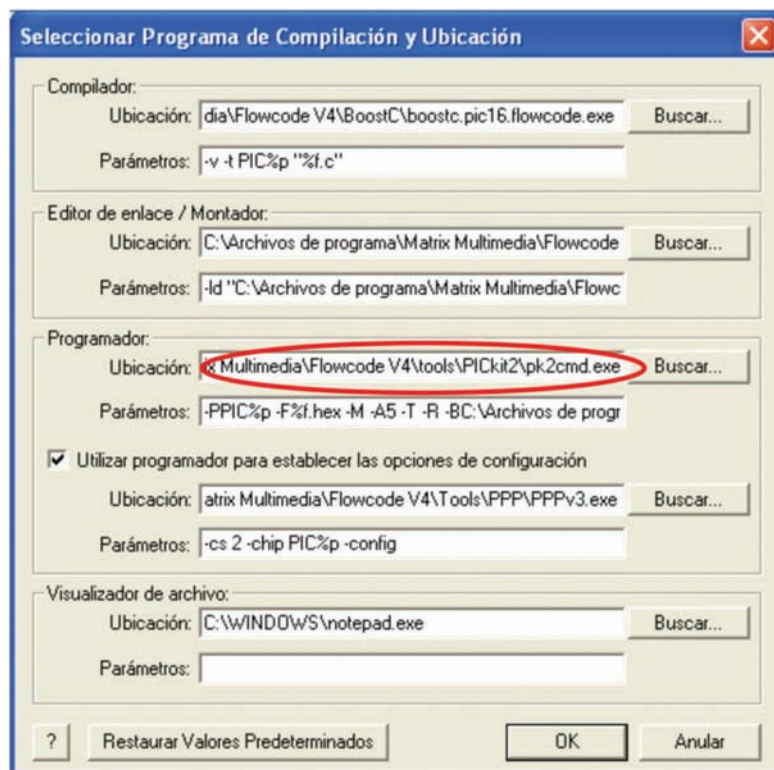 Seleccionar Programa de Compilación y Ubicación
Compilador:
Ubicación: dia\Flowcode V4\BoostC\boostc.pic16.flowcode.exe Buscar...
Parámetros: -v -t PIC%p "%f.c"
Editor de enlace / Montador:
Ubicación: C:\Archivos de programa\Matrix Multimedia\Flowcode Buscar...
Parámetros: -ld "C:\Archivos de programa\Matrix Multimedia\Flowc
Programador:
Ubicación: ix Multimedia\Flowcode V4\tools\PICkit2\pk2cmd.exe Buscar...
Parámetros: -PPIC%p -F%f.hex -M -A5 -T -R -BC:\Archivos de progr
Utilizar programador para establecer las opciones de configuración
Ubicación: atrix Multimedia\Flowcode V4\Tools\PPP\PPPv3.exe Buscar...
Parámetros: -cs 2 -chip PIC%p -config
Visualizador de archivo:
Ubicación: C:\WINDOWS\notepad.exe Buscar...
Parámetros:
? Restaurar Valores Predeterminados OK Anular